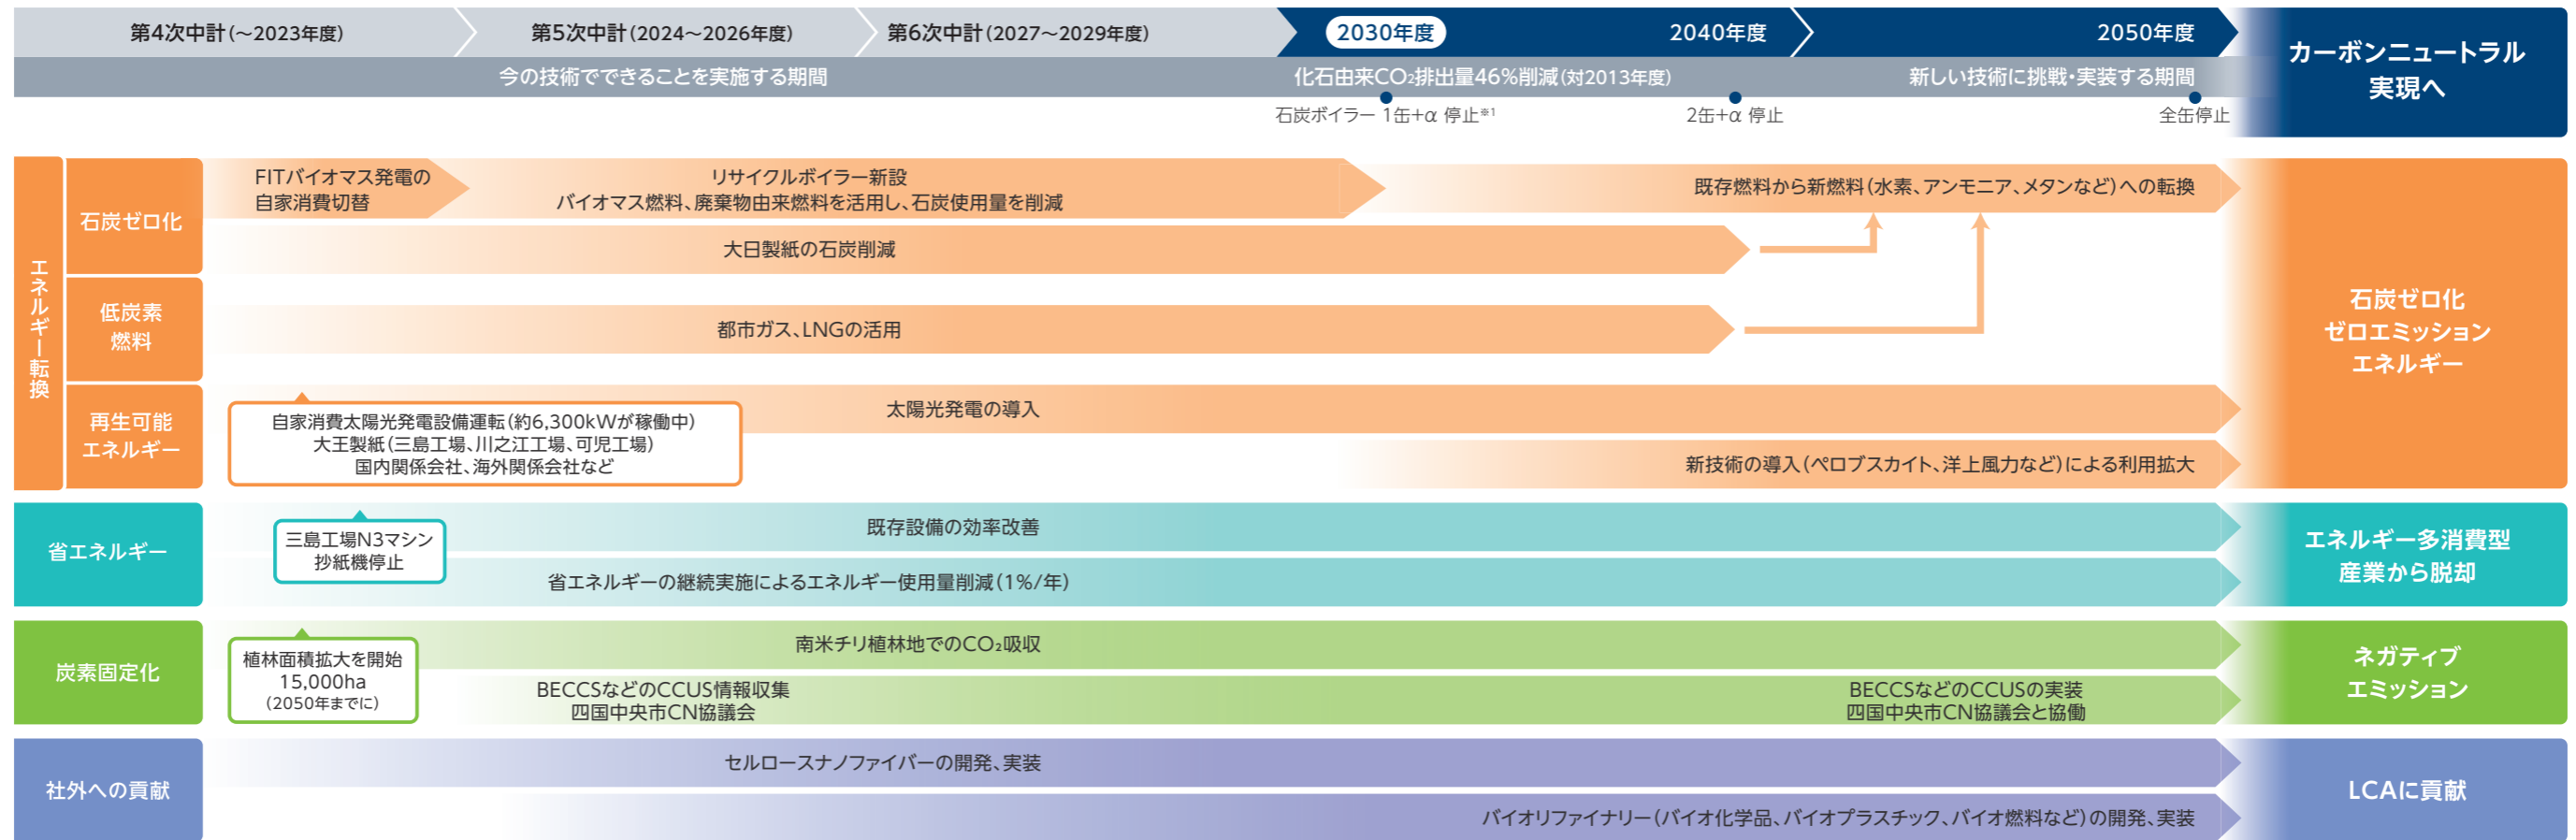 第4次中計(～2023年度)
第5次中計(2024～2026年度)
第6次中計(2027～2029年度)
2030年度
2040年度
2050年度
カーボンニュートラル
実現へ
今の技術でできることを実施する期間
化石由来CO₂排出量46%削減(対2013年度)
新しい技術に挑戦・実装する期間
石炭ボイラー 1缶+α 停止※1
2缶+α 停止
全缶停止
エネルギー転換
石炭ゼロ化
FITバイオマス発電の
自家消費切替
リサイクルボイラー新設
バイオマス燃料、廃棄物由来燃料を活用し、石炭使用量を削減
既存燃料から新燃料(水素、アンモニア、メタンなど)への転換
大日製紙の石炭削減
低炭素
燃料
都市ガス、LNGの活用
再生可能
エネルギー
太陽光発電の導入
自家消費太陽光発電設備運転(約6,300kWが稼働中)
大王製紙(三島工場、川之江工場、可児工場)
国内関係会社、海外関係会社など
新技術の導入(ペロブスカイト、洋上風力など)による利用拡大
石炭ゼロ化
ゼロエミッション
エネルギー
省エネルギー
既存設備の効率改善
三島工場N3マシン
抄紙機停止
省エネルギーの継続実施によるエネルギー使用量削減(1%/年)
エネルギー多消費型
産業から脱却
炭素固定化
南米チリ植林地でのCO₂吸収
植林面積拡大を開始
15,000ha
(2050年までに)
BECCSなどのCCUS情報収集
四国中央市CN協議会
BECCSなどのCCUSの実装
四国中央市CN協議会と協働
ネガティブ
エミッション
社外への貢献
セルロースナノファイバーの開発、実装
バイオリファイナリー(バイオ化学品、バイオプラスチック、バイオ燃料など)の開発、実装
LCAに貢献